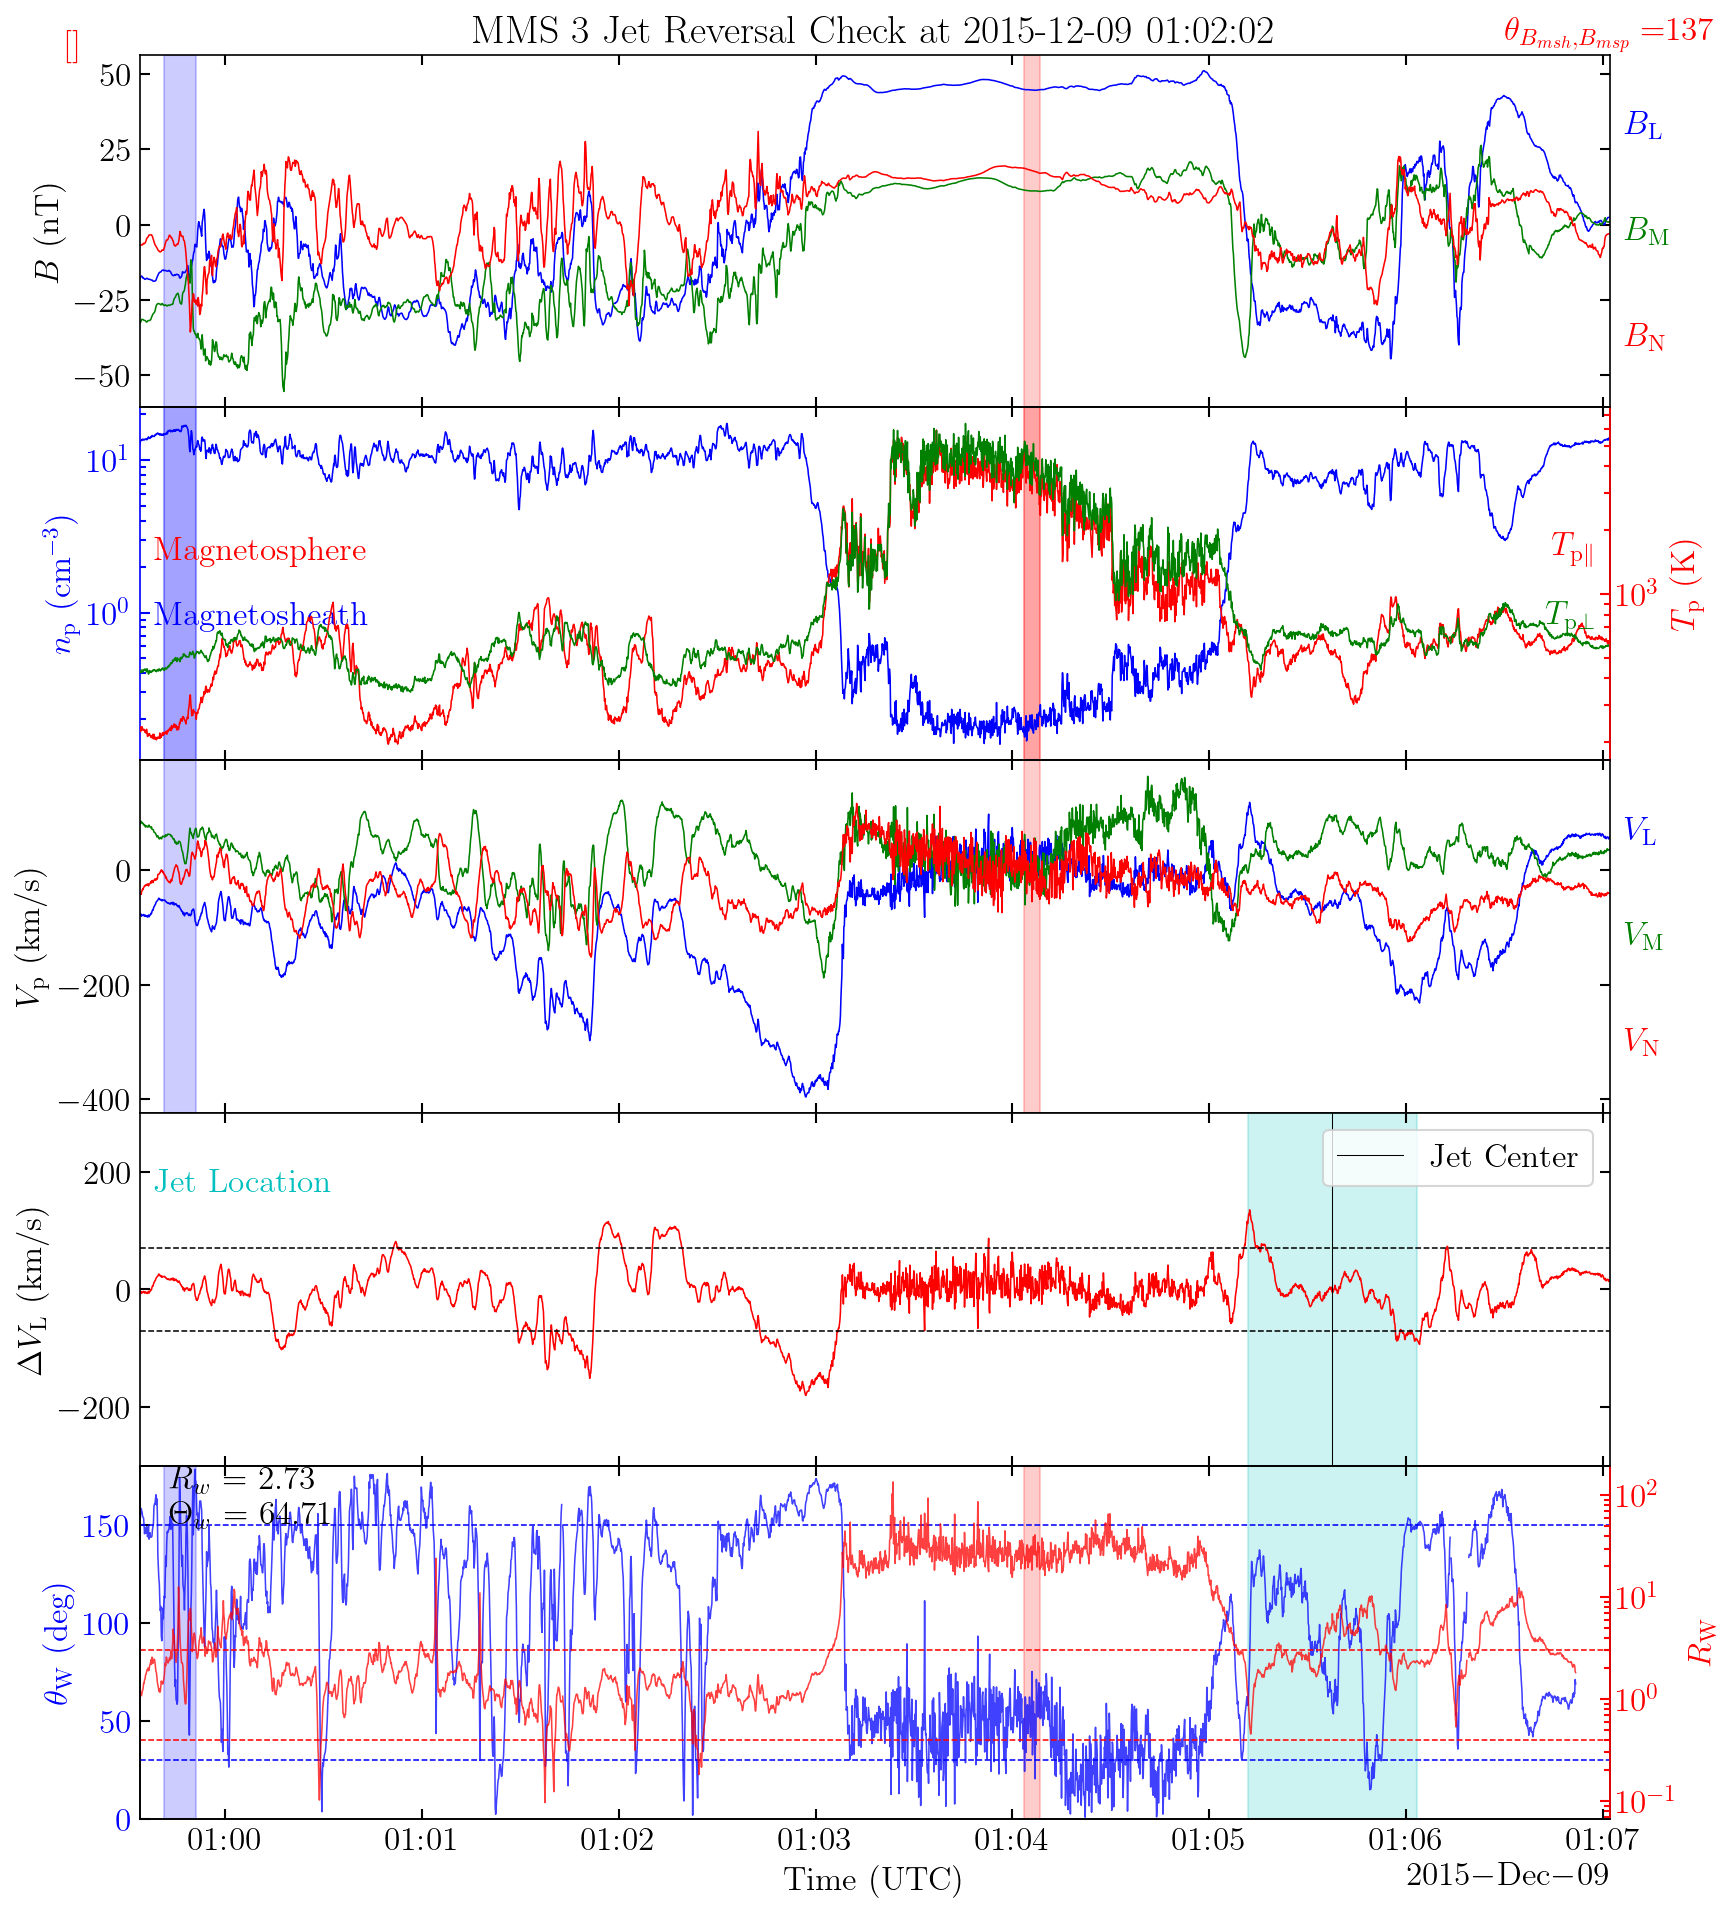 MMS 3 Jet Reversal Check at 2015-12-09 01:02:02
θ_{B_{msh},B_{msp}} =137
[]
50
25
0
−25
−50
B (nT)
B_L
B_M
B_N
10^1
10^0
n_p (cm^{−3})
Magnetosphere
Magnetosheath
T_{p∥}
T_{p⊥}
10^3
T_p (K)
0
−200
−400
V_p (km/s)
V_L
V_M
V_N
200
0
−200
ΔV_L (km/s)
Jet Location
Jet Center
R_w = 2.73
Θ_w = 64.71
150
100
50
0
θ_W (deg)
10^2
10^1
10^0
10^{−1}
R_W
01:00 01:01 01:02 01:03 01:04 01:05 01:06 01:07
Time (UTC)
2015−Dec−09